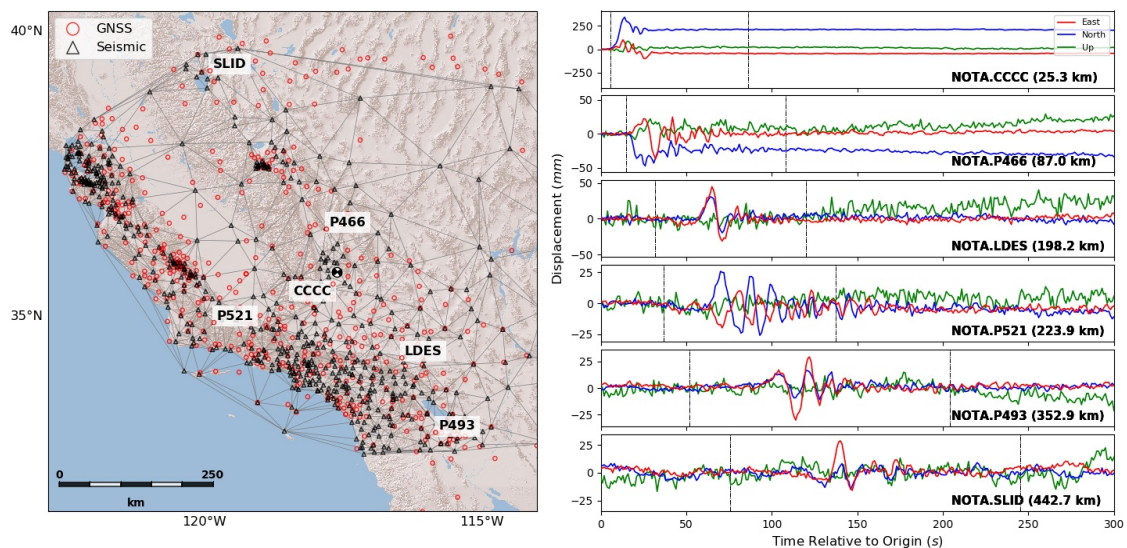 40°N
35°N
120°W
115°W
GNSS
Seismic
SLID
P466
CCCC
P521
LDES
P493
0
250
km
Displacement (mm)
250
0
−250
East
North
Up
NOTA.CCCC (25.3 km)
50
0
−50
NOTA.P466 (87.0 km)
50
0
−50
NOTA.LDES (198.2 km)
25
0
−25
NOTA.P521 (223.9 km)
25
0
−25
NOTA.P493 (352.9 km)
25
0
−25
NOTA.SLID (442.7 km)
0
50
100
150
200
250
300
Time Relative to Origin (s)